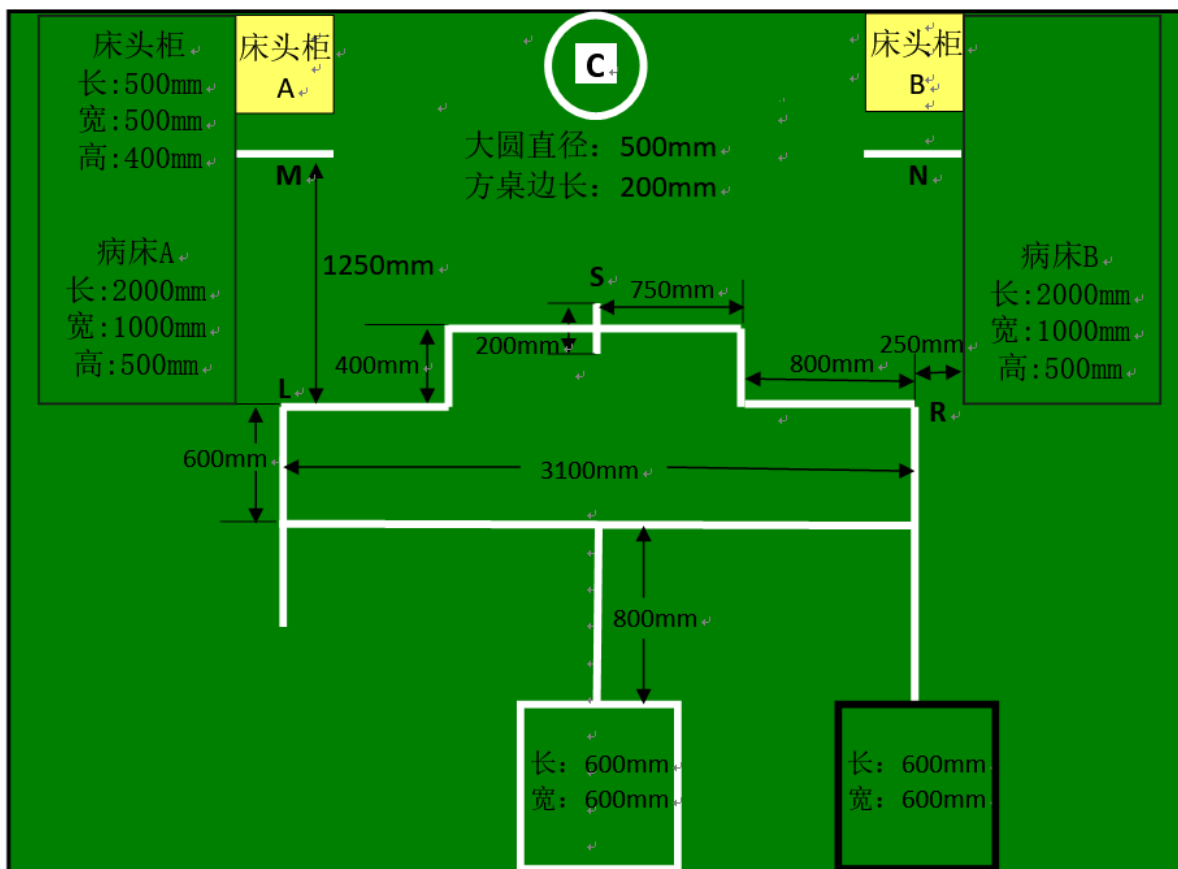 床头柜
长:500mm
宽:500mm
高:400mm
床头柜
A
C
床头柜
B
大圆直径：500mm
方桌边长：200mm
M
N
病床A
长:2000mm
宽:1000mm
高:500mm
1250mm
S
750mm
200mm
400mm
病床B
长:2000mm
宽:1000mm
高:500mm
250mm
800mm
L
R
600mm
3100mm
800mm
长：600mm
宽：600mm
长：600mm
宽：600mm